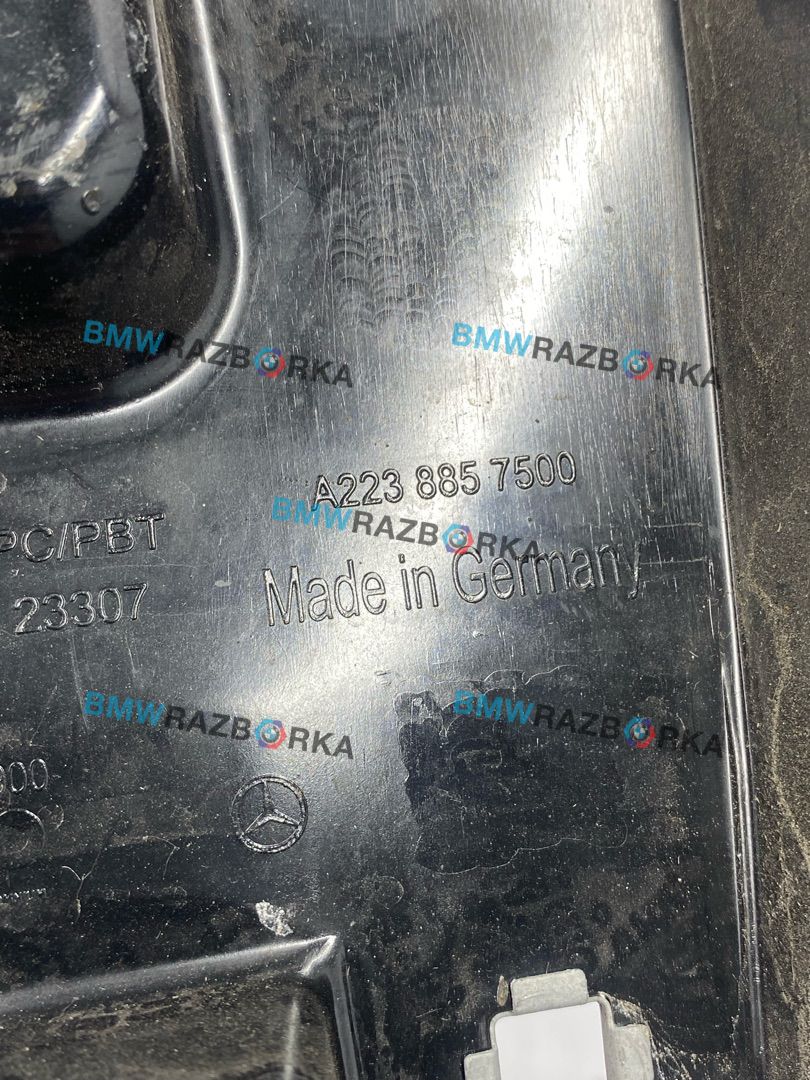 BMWRAZBORKA
BMWRAZBORKA
A223 885 7500
BMWRAZBORKA
PC/PBT
Made in Germany
23307
BMWRAZBORKA
BMWRAZBORKA